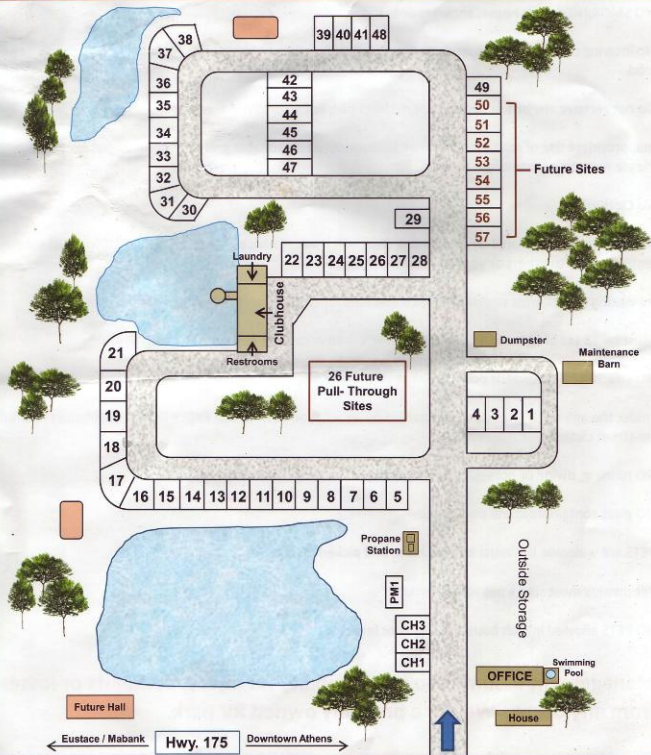 39 40 41 48
38
37
36
35
34
33
32
31
30
42
43
44
45
46
47
49
50
51
52
53
54
55
56
57
Future Sites
29
22 23 24 25 26 27 28
Laundry
Clubhouse
Restrooms
Dumpster
Maintenance
Barn
26 Future
Pull- Through
Sites
4 3 2 1
21
20
19
18
17
16 15 14 13 12 11 10 9 8 7 6 5
Propane
Station
Outside Storage
PM1
CH3
CH2
CH1
OFFICE
Swimming
Pool
House
Future Hall
Eustace / Mabank
Hwy. 175
Downtown Athens